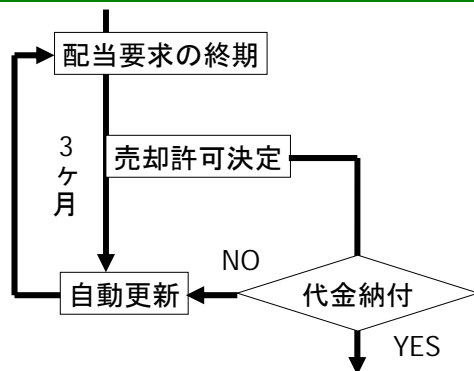 配当要求の終期
3ヶ月
売却許可決定
NO
自動更新
代金納付
YES